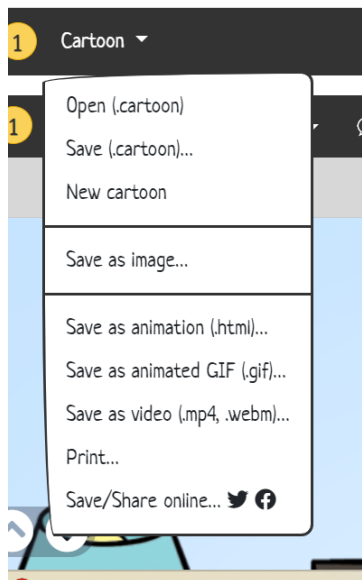 1
Cartoon
1
Open (.cartoon)
Save (.cartoon)...
New cartoon
Save as image...
Save as animation (.html)...
Save as animated GIF (.gif)...
Save as video (.mp4, .webm)...
Print...
Save/Share online...